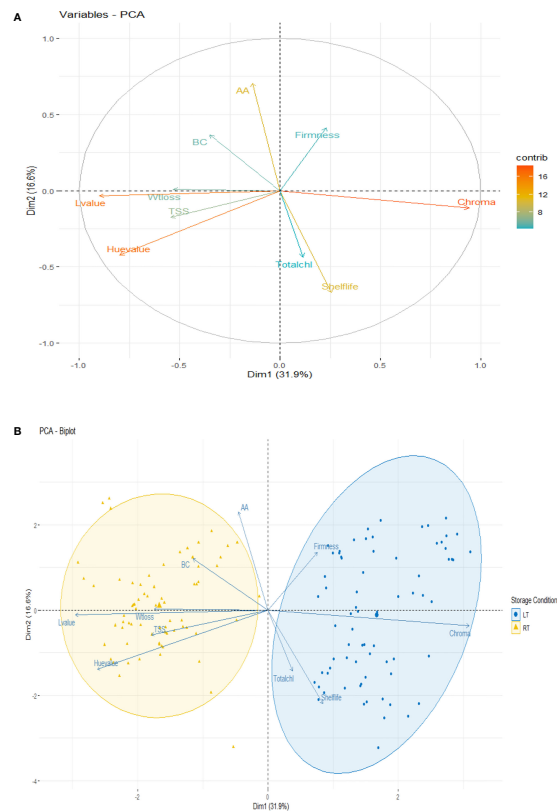 A
Variables - PCA
1.0
0.5
0.0
-0.5
-1.0
Dim2 (16.6%)
AA
Firmness
BC
Wtloss
Lvalue
TSS
Chroma
Huevalue
Totalchl
Shelflife
contrib
16
12
8
-1.0 -0.5 0.0 0.5 1.0
Dim1 (31.9%)
B
PCA - Biplot
2
0
-2
-4
Dim2 (16.6%)
AA
Firmness
BC
Wtloss
Lvalue
TSS
Chroma
Huevalue
Totalchl
Shelflife
Storage Condition
LT
RT
-2 0 2
Dim1 (31.9%)